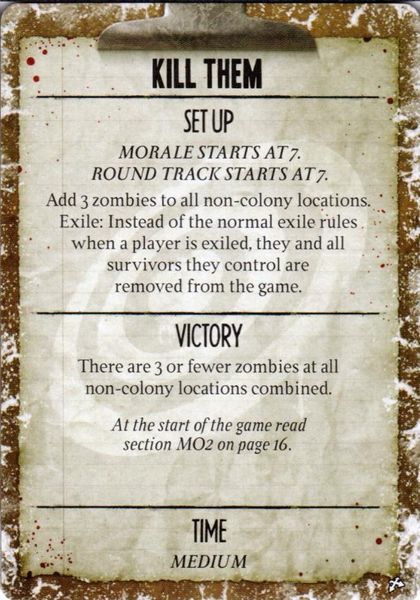 KILL THEM
SET UP
MORALE STARTS AT 7.
ROUND TRACK STARTS AT 7.
Add 3 zombies to all non-colony locations.
Exile: Instead of the normal exile rules
when a player is exiled, they and all
survivors they control are
removed from the game.
VICTORY
There are 3 or fewer zombies at all
non-colony locations combined.
At the start of the game read
section MO2 on page 16.
TIME
MEDIUM